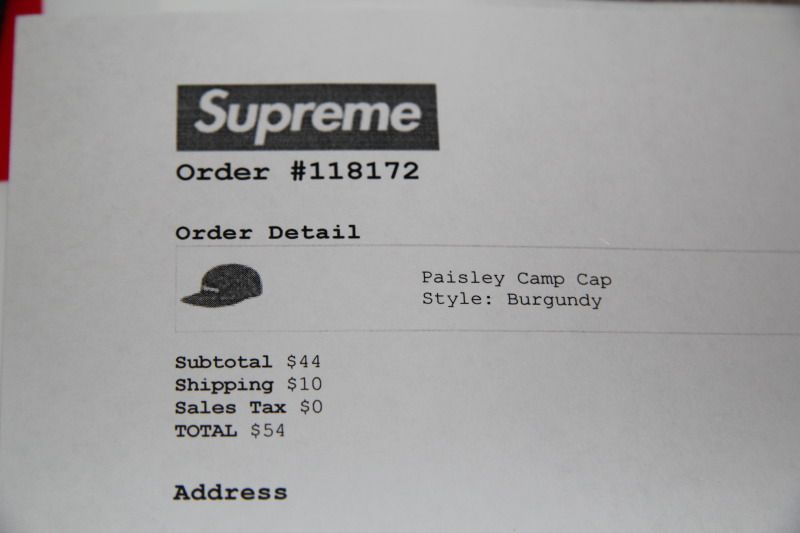 Supreme
Order #118172
Order Detail
Paisley Camp Cap
Style: Burgundy
Subtotal $44
Shipping $10
Sales Tax $0
TOTAL $54
Address